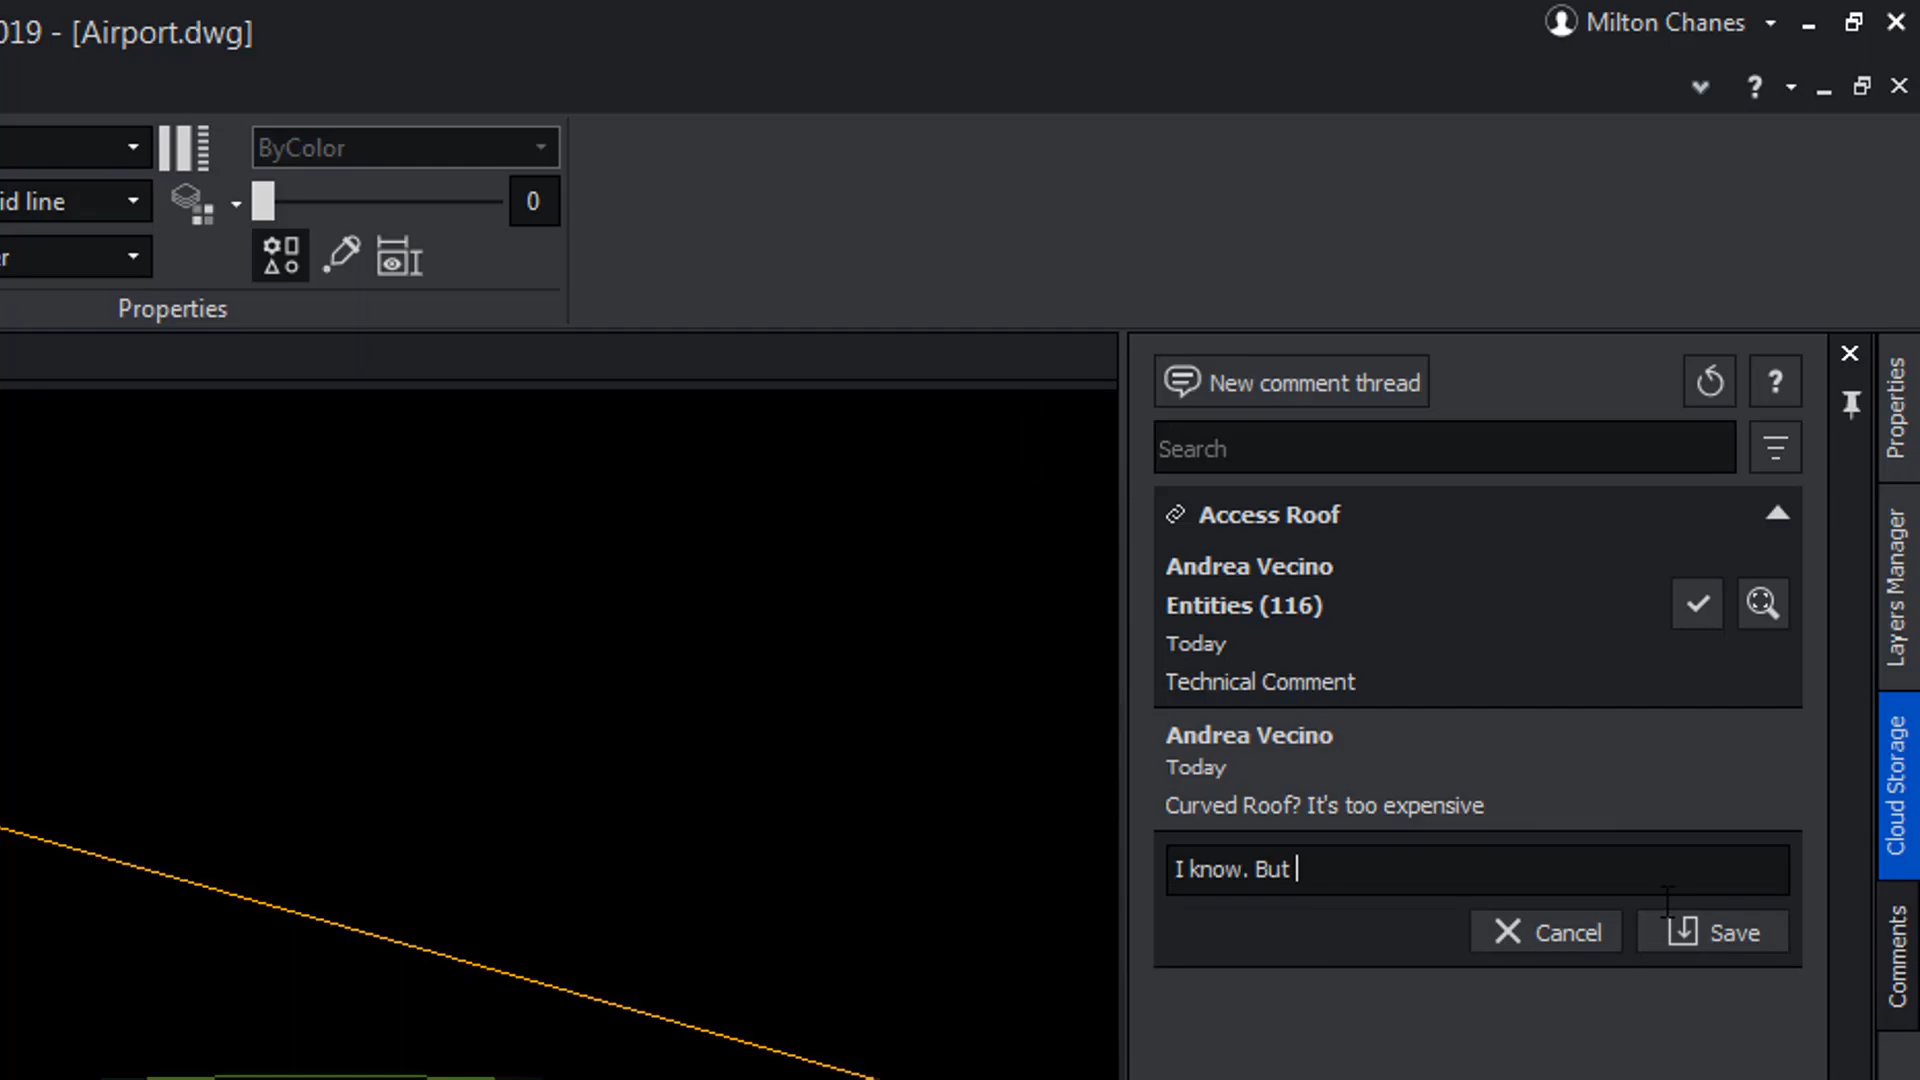 019 - [Airport.dwg]
Milton Chanes
?
ByColor
id line
0
r
Properties
New comment thread
?
Search
Access Roof
Andrea Vecino
Entities (116)
Today
Technical Comment
Andrea Vecino
Today
Curved Roof? It's too expensive
I know. But
Cancel
Save
Properties
Layers Manager
Cloud Storage
Comments